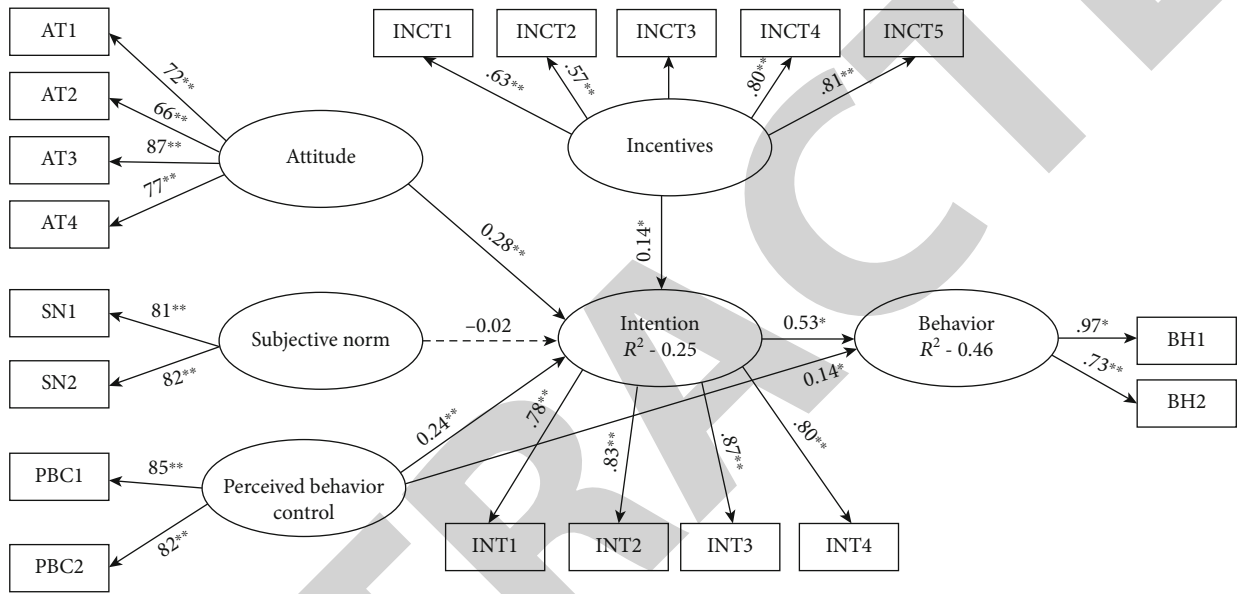 AT1
AT2
AT3
AT4
72**
66**
87**
77**
Attitude
INCT1
INCT2
INCT3
INCT4
INCT5
.63**
.57**
.80**
.81**
Incentives
0.28**
0.14*
SN1
SN2
81**
82**
Subjective norm
–0.02
Intention
R² - 0.25
0.53*
Behavior
R² - 0.46
.97*
.73**
BH1
BH2
0.14*
0.24**
PBC1
PBC2
85**
82**
Perceived behavior
control
.78**
.83**
.87**
.80**
INT1
INT2
INT3
INT4